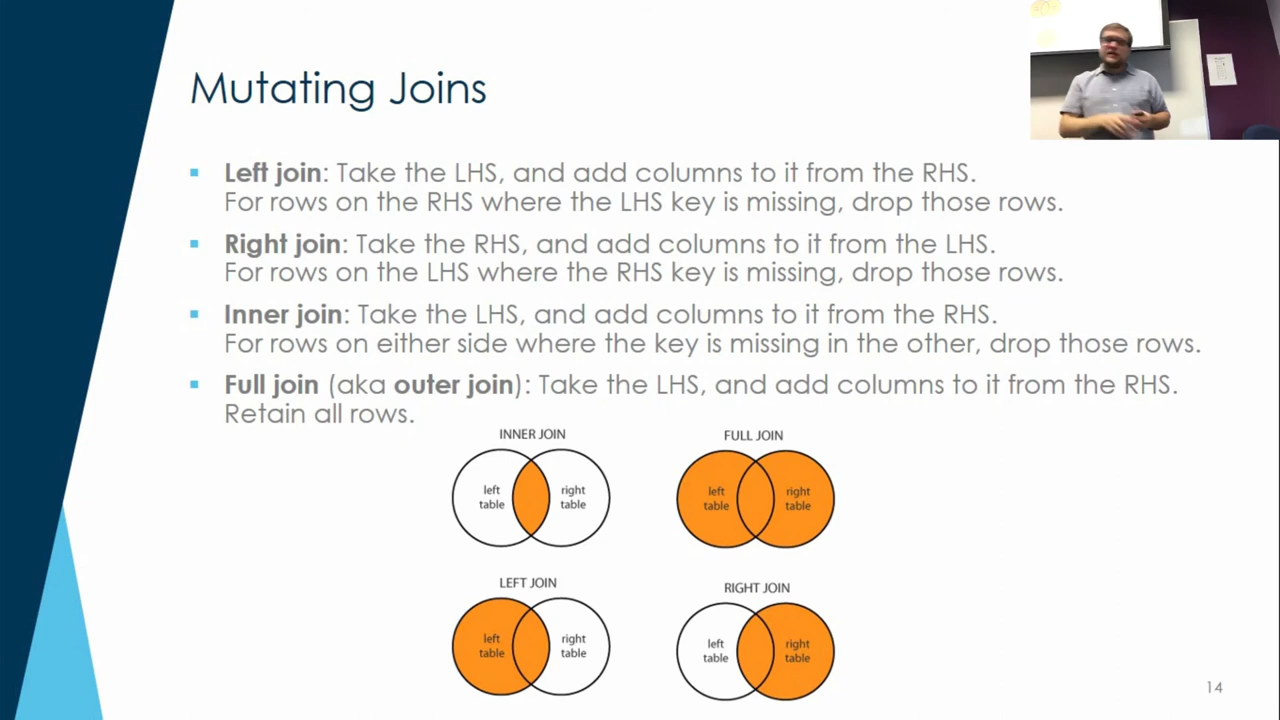 Mutating Joins
▪ Left join: Take the LHS, and add columns to it from the RHS.
For rows on the RHS where the LHS key is missing, drop those rows.
▪ Right join: Take the RHS, and add columns to it from the LHS.
For rows on the LHS where the RHS key is missing, drop those rows.
▪ Inner join: Take the LHS, and add columns to it from the RHS.
For rows on either side where the key is missing in the other, drop those rows.
▪ Full join (aka outer join): Take the LHS, and add columns to it from the RHS.
Retain all rows.
INNER JOIN
left
table
right
table
FULL JOIN
left
table
right
table
LEFT JOIN
left
table
right
table
RIGHT JOIN
left
table
right
table
14